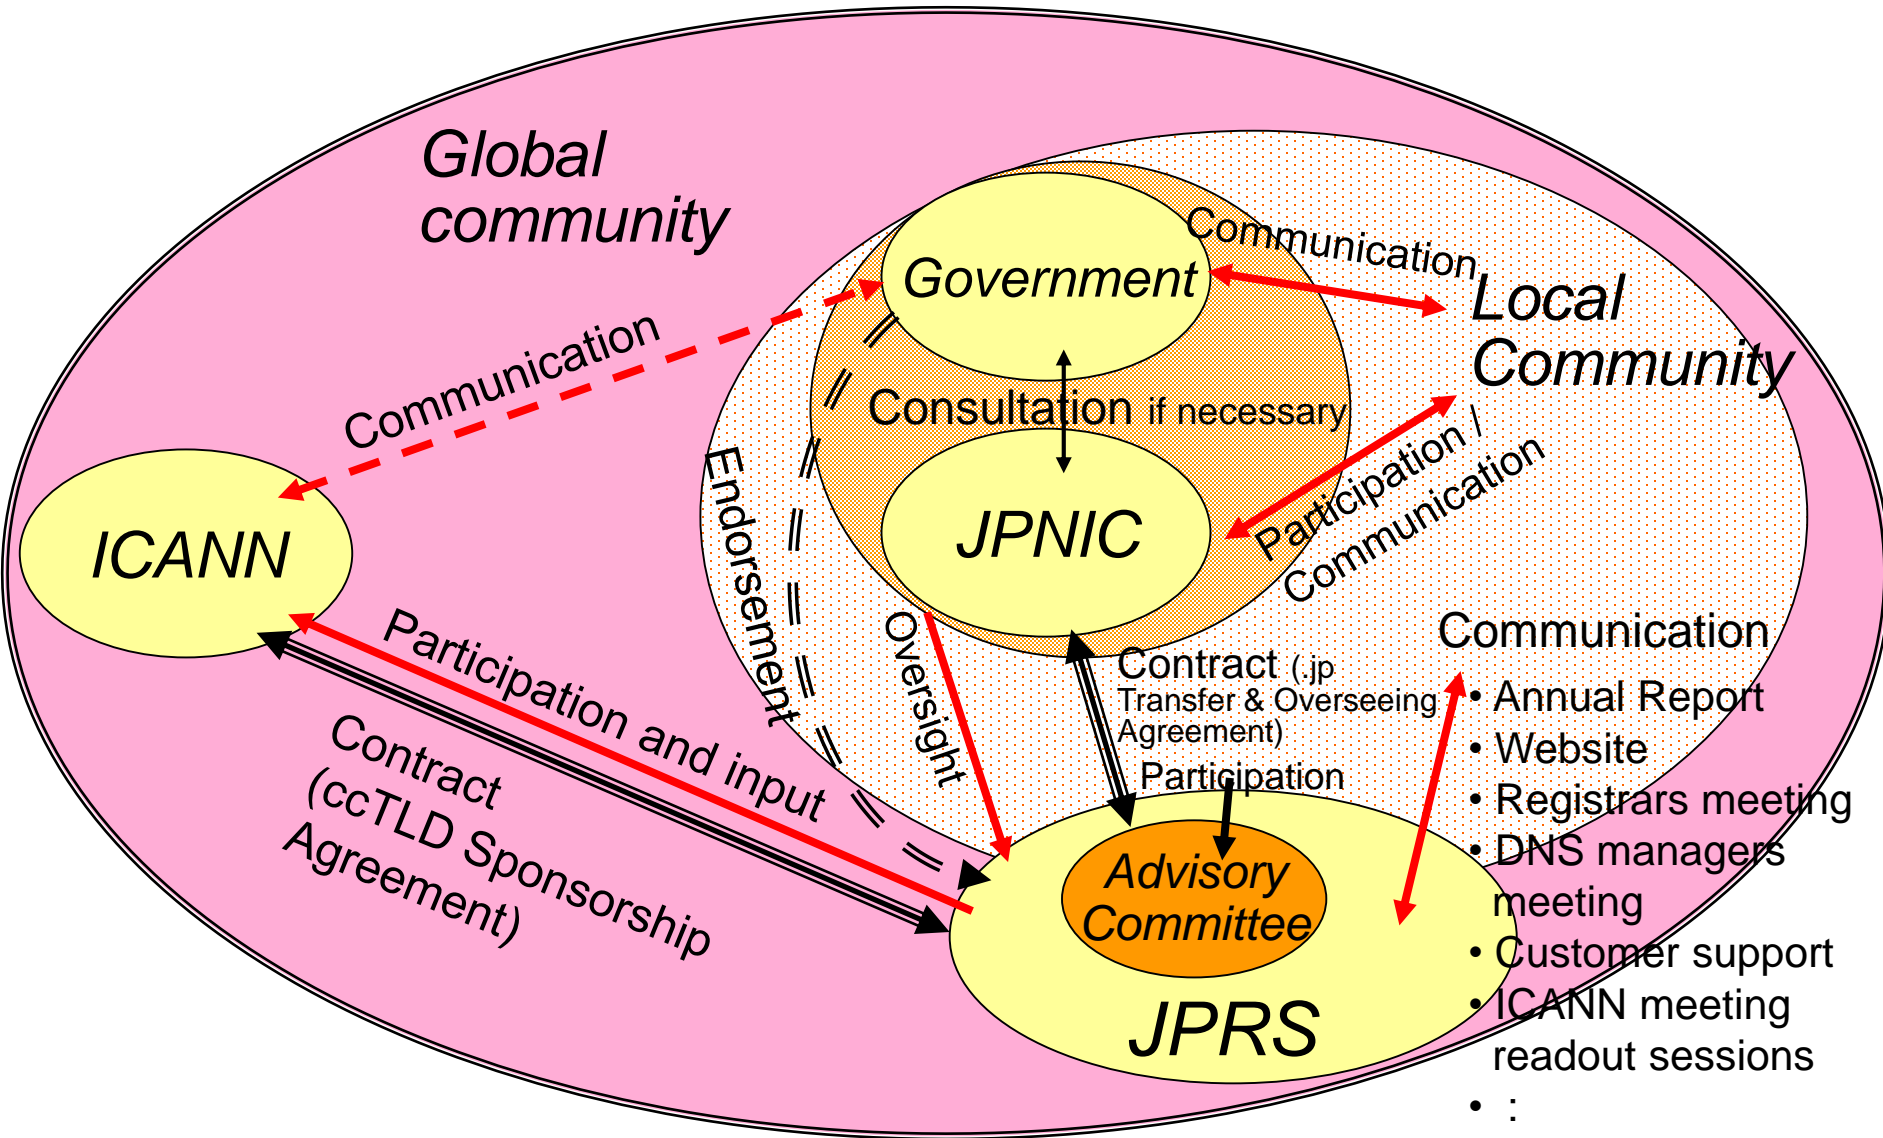 Global
community
Government
Communication
Local
Community
Communication
Consultation if necessary
Endorsement
JPNIC
Participation /
Communication
ICANN
Oversight
Participation and input
Contract
(ccTLD Sponsorship
Agreement)
Contract (.jp
Transfer & Overseeing
Agreement)
Participation
Advisory
Committee
JPRS
Communication
• Annual Report
• Website
• Registrars meeting
• DNS managers
meeting
• Customer support
• ICANN meeting
readout sessions
• :